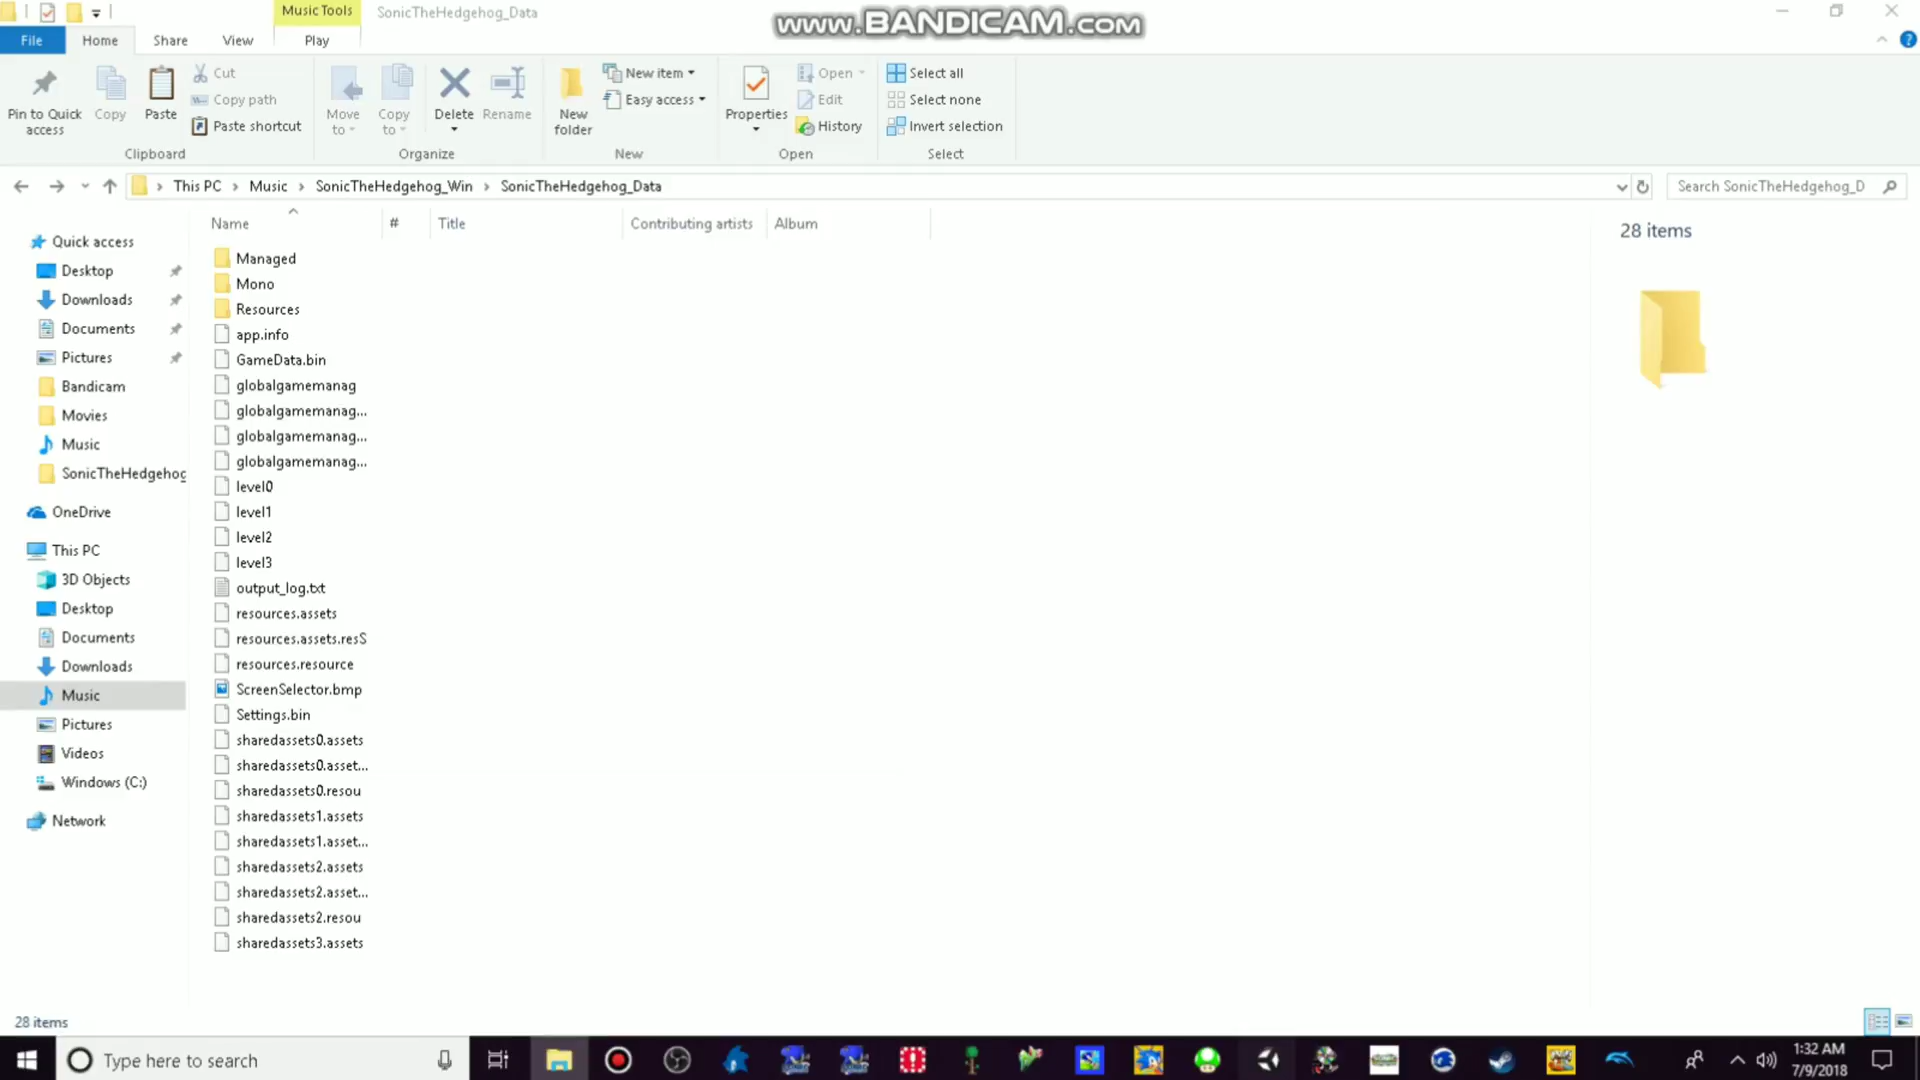 Music Tools
SonicTheHedgehog_Data
www.BANDICAM.com
File
Home
Share
View
Play
Pin to Quick access
Copy
Paste
Cut
Copy path
Paste shortcut
Clipboard
Move to
Copy to
Delete
Rename
Organize
New folder
New item
Easy access
New
Properties
Open
Edit
History
Open
Select all
Select none
Invert selection
Select
This PC > Music > SonicTheHedgehog_Win > SonicTheHedgehog_Data
Search SonicTheHedgehog_D
Name
#
Title
Contributing artists
Album
Quick access
Desktop
Downloads
Documents
Pictures
Bandicam
Movies
Music
SonicTheHedgehog
OneDrive
This PC
3D Objects
Desktop
Documents
Downloads
Music
Pictures
Videos
Windows (C:)
Network
Managed
Mono
Resources
app.info
GameData.bin
globalgamemanag
globalgamemanag...
globalgamemanag...
globalgamemanag...
level0
level1
level2
level3
output_log.txt
resources.assets
resources.assets.resS
resources.resource
ScreenSelector.bmp
Settings.bin
sharedassets0.assets
sharedassets0.asset...
sharedassets0.resou
sharedassets1.assets
sharedassets1.asset...
sharedassets2.assets
sharedassets2.asset...
sharedassets2.resou
sharedassets3.assets
28 items
28 items
Type here to search
1:32 AM
7/9/2018